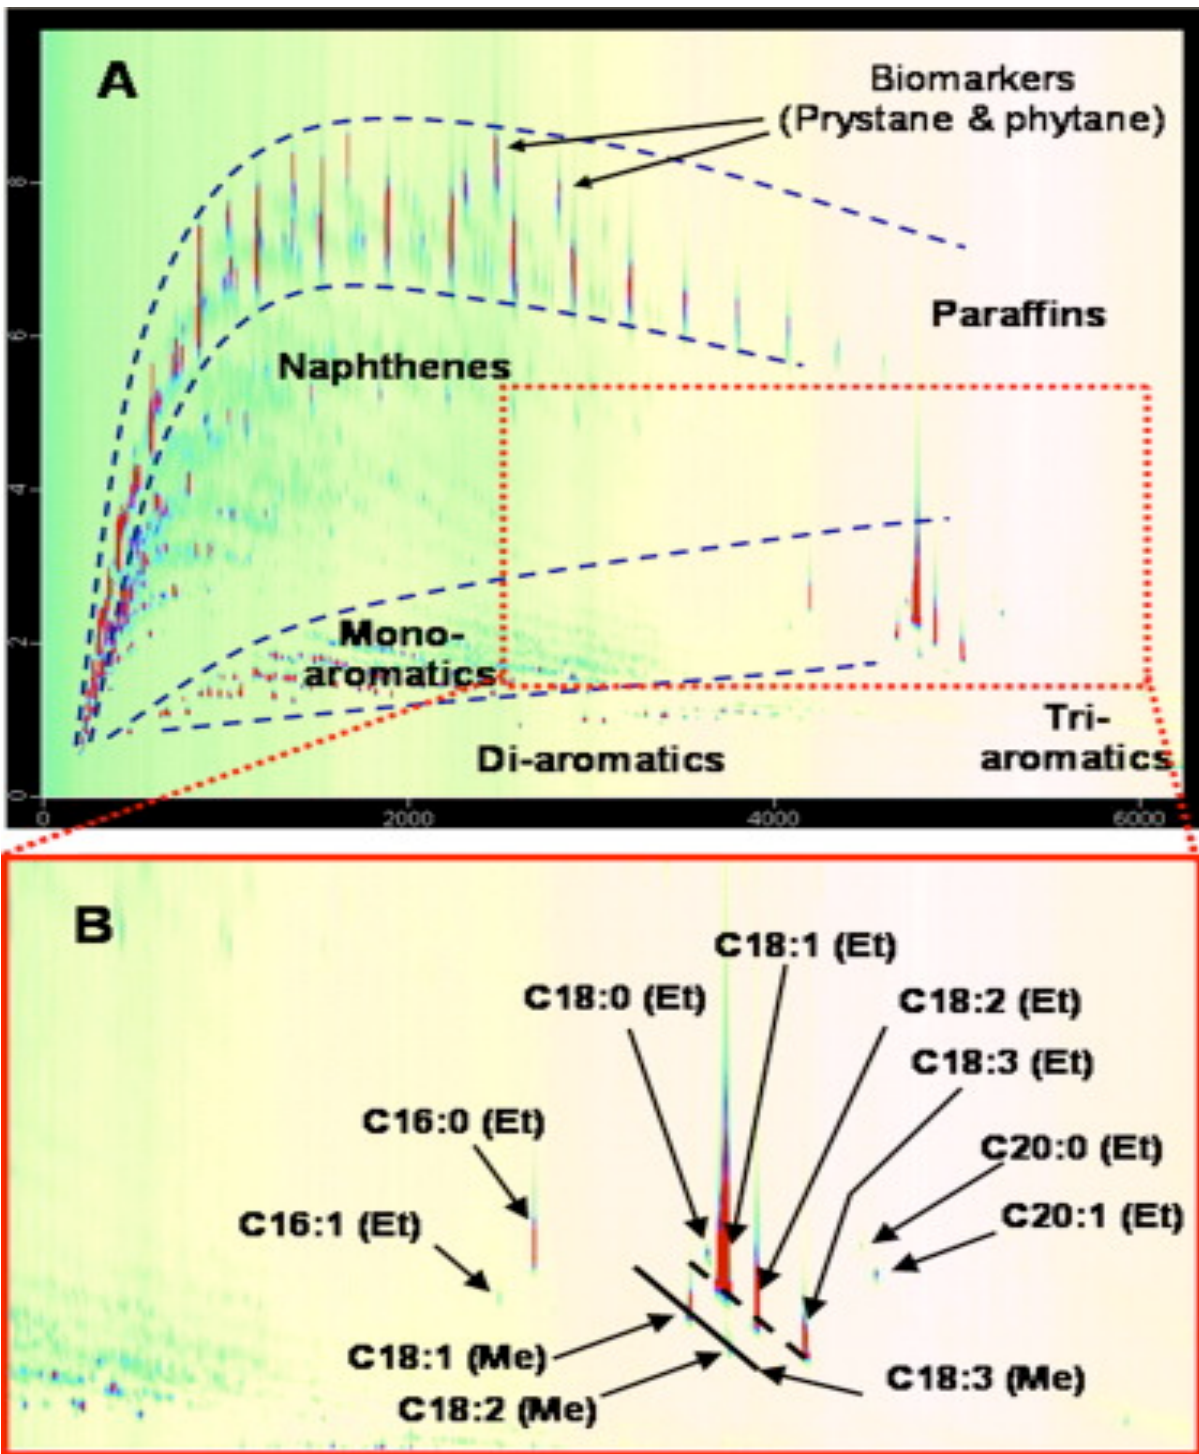 A
Biomarkers
(Prystane & phytane)
8
Paraffins
6
Naphthenes
4
2
Mono-
aromatics
Tri-
aromatics
Di-aromatics
0
0 2000 4000 6000
B
C18:1 (Et)
C18:0 (Et)
C18:2 (Et)
C18:3 (Et)
C16:0 (Et)
C20:0 (Et)
C16:1 (Et)
C20:1 (Et)
C18:1 (Me)
C18:3 (Me)
C18:2 (Me)